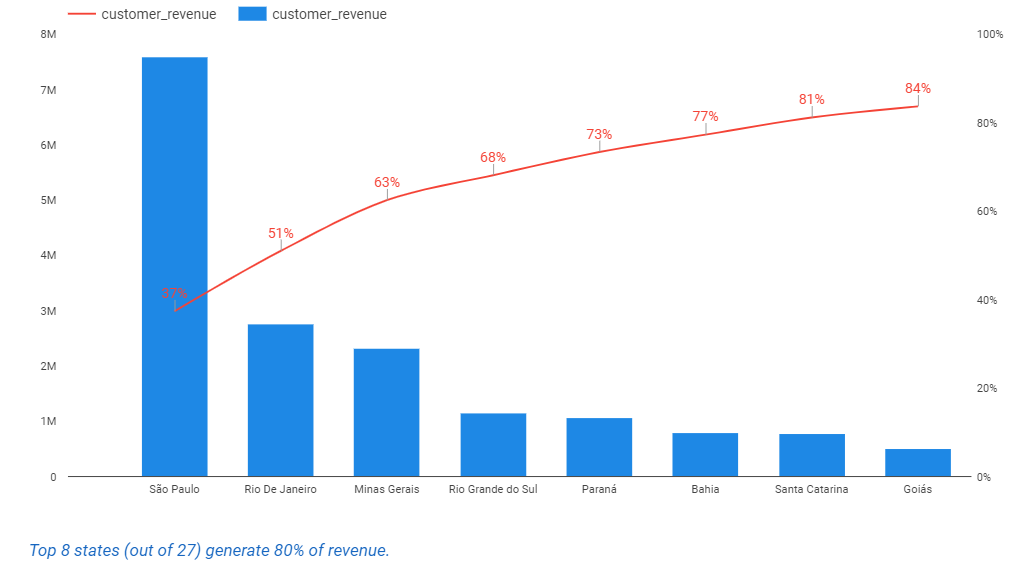 customer_revenue customer_revenue
8M 100%
7M
6M
5M
4M
3M
2M
1M
0
80%
60%
40%
20%
0%
37%
51%
63%
68%
73%
77%
81%
84%
São Paulo Rio De Janeiro Minas Gerais Rio Grande do Sul Paraná Bahia Santa Catarina Goiás
Top 8 states (out of 27) generate 80% of revenue.